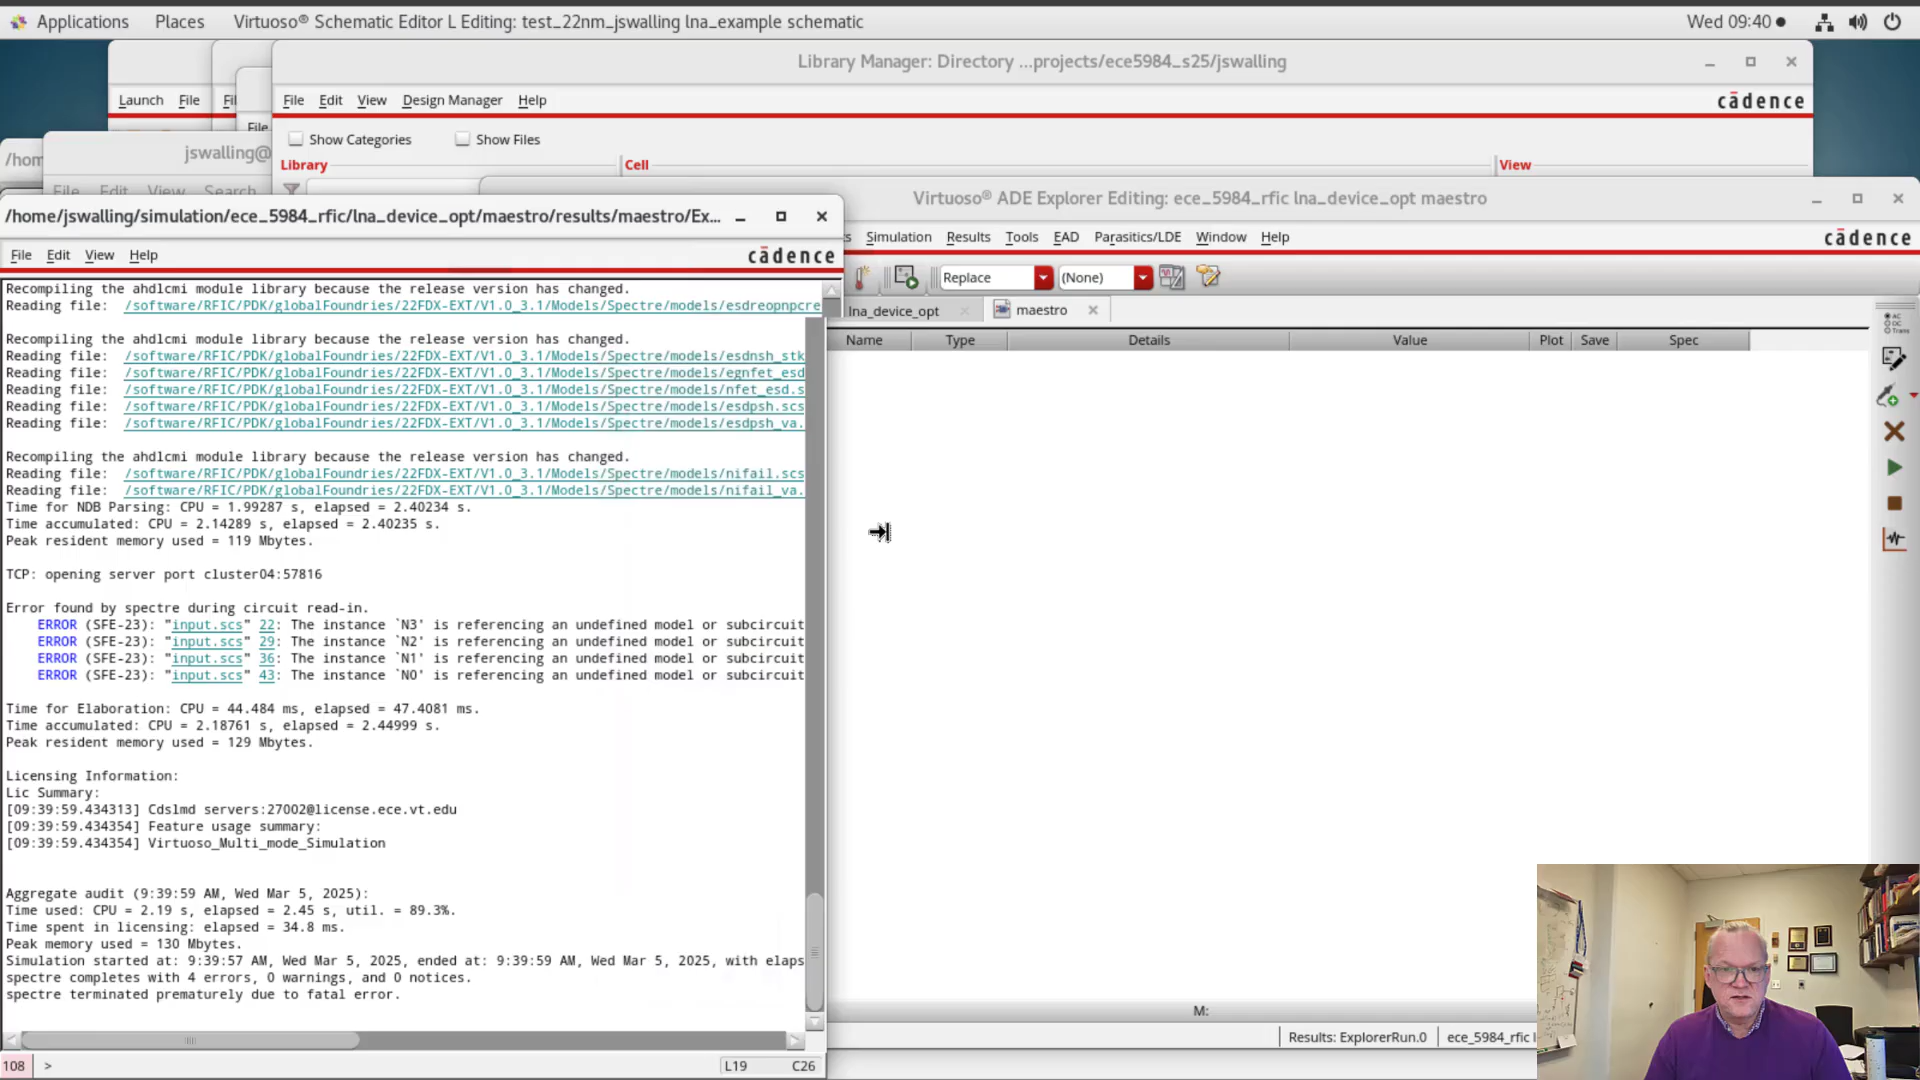 Applications Places Virtuoso® Schematic Editor L Editing: test_22nm_jswalling lna_example schematic Wed 09:40
Library Manager: Directory ...projects/ece5984_s25/jswalling
Launch File Fil File Edit View Design Manager Help cādence
File
Show Categories Show Files
/hom jswalling@ Library Cell View
File Edit View Search
Virtuoso® ADE Explorer Editing: ece_5984_rfic lna_device_opt maestro
/home/jswalling/simulation/ece_5984_rfic/lna_device_opt/maestro/results/maestro/Ex...
ts Simulation Results Tools EAD Parasitics/LDE Window Help cādence
File Edit View Help cādence
Replace (None)
lna_device_opt maestro
Name Type Details Value Plot Save Spec
AC
DC
Trans
Recompiling the ahdlcmi module library because the release version has changed.
Reading file: /software/RFIC/PDK/globalFoundries/22FDX-EXT/V1.0_3.1/Models/Spectre/models/esdreopnpcre
Recompiling the ahdlcmi module library because the release version has changed.
Reading file: /software/RFIC/PDK/globalFoundries/22FDX-EXT/V1.0_3.1/Models/Spectre/models/esdnsh_stk
Reading file: /software/RFIC/PDK/globalFoundries/22FDX-EXT/V1.0_3.1/Models/Spectre/models/egnfet_esd
Reading file: /software/RFIC/PDK/globalFoundries/22FDX-EXT/V1.0_3.1/Models/Spectre/models/nfet_esd.s
Reading file: /software/RFIC/PDK/globalFoundries/22FDX-EXT/V1.0_3.1/Models/Spectre/models/esdpsh.scs
Reading file: /software/RFIC/PDK/globalFoundries/22FDX-EXT/V1.0_3.1/Models/Spectre/models/esdpsh_va.
Recompiling the ahdlcmi module library because the release version has changed.
Reading file: /software/RFIC/PDK/globalFoundries/22FDX-EXT/V1.0_3.1/Models/Spectre/models/nifail.scs
Reading file: /software/RFIC/PDK/globalFoundries/22FDX-EXT/V1.0_3.1/Models/Spectre/models/nifail_va.
Time for NDB Parsing: CPU = 1.99287 s, elapsed = 2.40234 s.
Time accumulated: CPU = 2.14289 s, elapsed = 2.40235 s.
Peak resident memory used = 119 Mbytes.
TCP: opening server port cluster04:57816
Error found by spectre during circuit read-in.
ERROR (SFE-23): "input.scs" 22: The instance `N3' is referencing an undefined model or subcircuit
ERROR (SFE-23): "input.scs" 29: The instance `N2' is referencing an undefined model or subcircuit
ERROR (SFE-23): "input.scs" 36: The instance `N1' is referencing an undefined model or subcircuit
ERROR (SFE-23): "input.scs" 43: The instance `N0' is referencing an undefined model or subcircuit
Time for Elaboration: CPU = 44.484 ms, elapsed = 47.4081 ms.
Time accumulated: CPU = 2.18761 s, elapsed = 2.44999 s.
Peak resident memory used = 129 Mbytes.
Licensing Information:
Lic Summary:
[09:39:59.434313] Cdslmd servers:27002@license.ece.vt.edu
[09:39:59.434354] Feature usage summary:
[09:39:59.434354] Virtuoso_Multi_mode_Simulation
Aggregate audit (9:39:59 AM, Wed Mar 5, 2025):
Time used: CPU = 2.19 s, elapsed = 2.45 s, util. = 89.3%.
Time spent in licensing: elapsed = 34.8 ms.
Peak memory used = 130 Mbytes.
Simulation started at: 9:39:57 AM, Wed Mar 5, 2025, ended at: 9:39:59 AM, Wed Mar 5, 2025, with elaps
spectre completes with 4 errors, 0 warnings, and 0 notices.
spectre terminated prematurely due to fatal error.
M:
Results: ExplorerRun.0 ece_5984_rfic l
108 > L19 C26